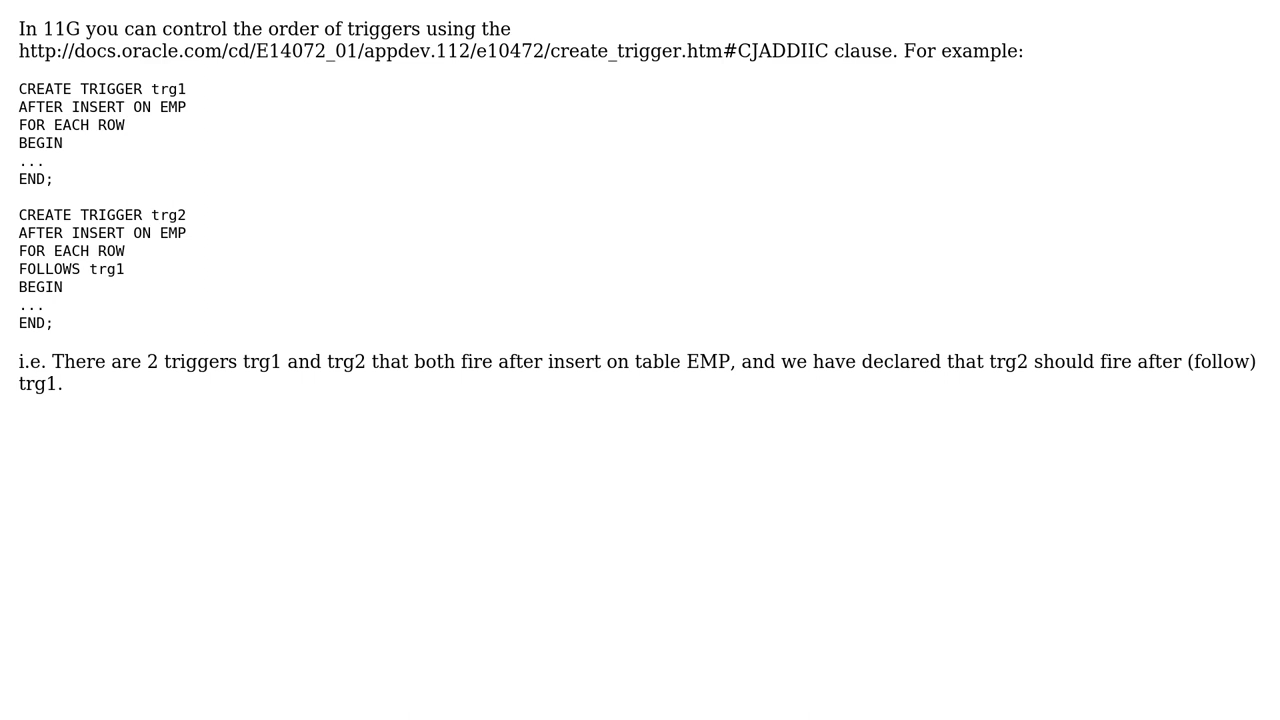 In 11G you can control the order of triggers using the
http://docs.oracle.com/cd/E14072_01/appdev.112/e10472/create_trigger.htm#CJADDIIC clause. For example:
CREATE TRIGGER trg1
AFTER INSERT ON EMP
FOR EACH ROW
BEGIN
...
END;
CREATE TRIGGER trg2
AFTER INSERT ON EMP
FOR EACH ROW
FOLLOWS trg1
BEGIN
...
END;
i.e. There are 2 triggers trg1 and trg2 that both fire after insert on table EMP, and we have declared that trg2 should fire after (follow)
trg1.